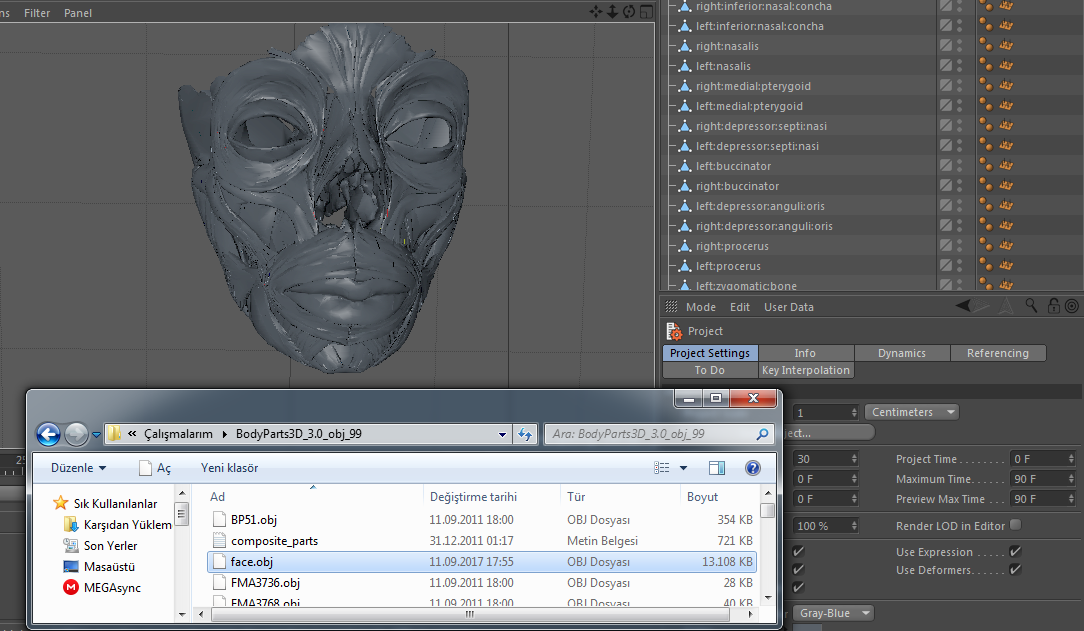 ns Filter Panel
right:inferior:nasal:concha
left:inferior:nasal:concha
right:nasalis
left:nasalis
right:medial:pterygoid
left:medial:pterygoid
right:depressor:septi:nasi
left:depressor:septi:nasi
left:buccinator
right:buccinator
left:depressor:anguli:oris
right:depressor:anguli:oris
right:procerus
left:procerus
left:zygomatic:bone
Mode Edit User Data
Project
Project Settings Info Dynamics Referencing
To Do Key Interpolation
1 Centimeters
ject...
30 Project Time 0 F
0 F Maximum Time 90 F
0 F Preview Max Time 90 F
100 % Render LOD in Editor
Use Expression
Use Deformers
Gray-Blue
« Çalışmalarım BodyParts3D_3.0_obj_99
Ara: BodyParts3D_3.0_obj_99
Düzenle Aç Yeni klasör
Sık Kullanılanlar
Karşıdan Yüklem
Son Yerler
Masaüstü
MEGAsync
Ad Değiştirme tarihi Tür Boyut
BP51.obj 11.09.2011 18:00 OBJ Dosyası 354 KB
composite_parts 31.12.2011 01:17 Metin Belgesi 721 KB
face.obj 11.09.2017 17:55 OBJ Dosyası 13.108 KB
FMA3736.obj 11.09.2011 18:00 OBJ Dosyası 28 KB
FMA3768.obj 11.09.2011 18:00 OBJ Dosyası 40 KB